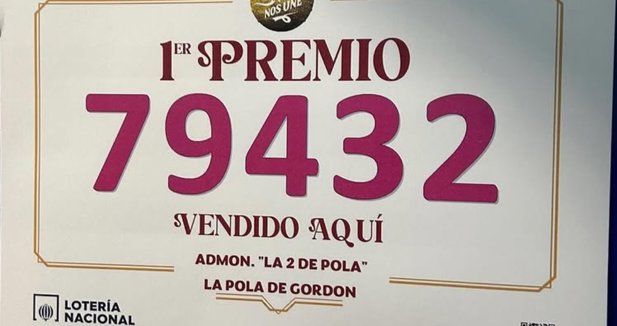 NOS UNE
1ER PREMIO
79432
VENDIDO AQUÍ
ADMON. "LA 2 DE POLA"
LA POLA DE GORDON
LOTERÍA
NACIONAL